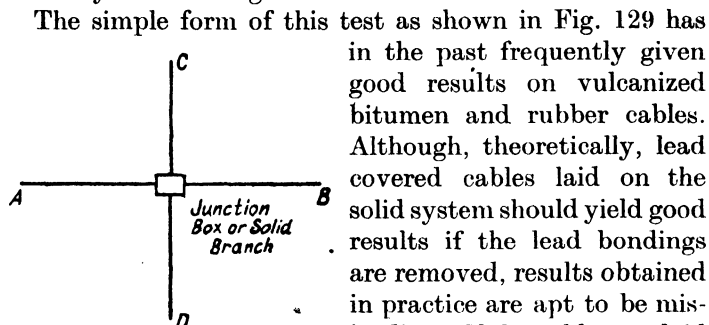 The simple form of this test as shown in Fig. 129 has
in the past frequently given
good results on vulcanized
bitumen and rubber cables.
Although, theoretically, lead
covered cables laid on the
solid system should yield good
results if the lead bondings
are removed, results obtained
in practice are apt to be mis-
C
A
B
Junction
Box or Solid
Branch
D